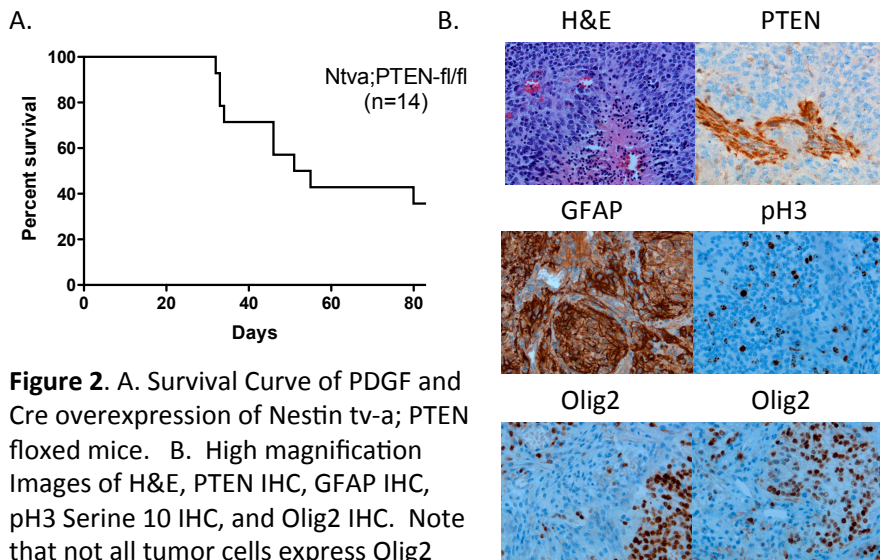 A.
B.
100
80
60
40
20
0
Percent survival
0 20 40 60 80
Days
Ntva;PTEN-fl/fl
(n=14)
H&E PTEN
GFAP pH3
Olig2 Olig2
Figure 2. A. Survival Curve of PDGF and
Cre overexpression of Nestin tv-a; PTEN
floxed mice. B. High magnification
Images of H&E, PTEN IHC, GFAP IHC,
pH3 Serine 10 IHC, and Olig2 IHC. Note
that not all tumor cells express Olig2